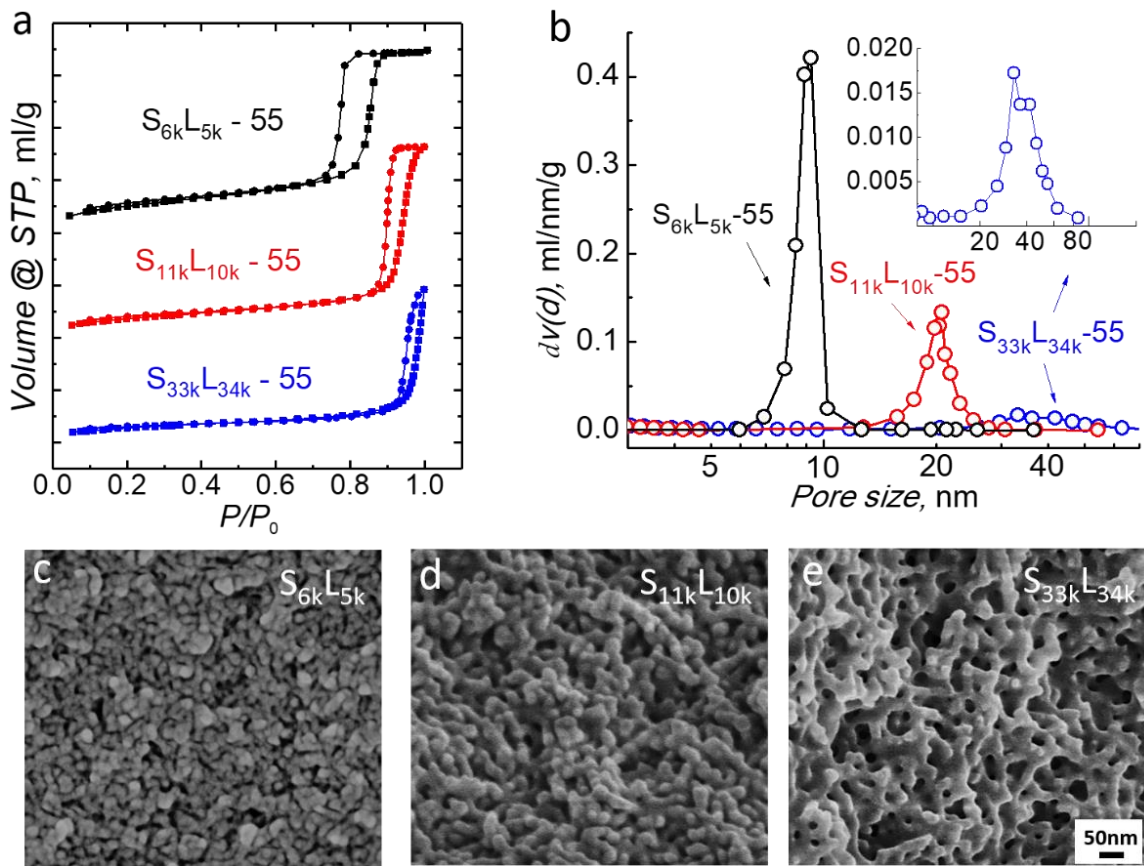 a
Volume @ STP, ml/g
S6kL5k - 55
S11kL10k - 55
S33kL34k - 55
0.0 0.2 0.4 0.6 0.8 1.0
P/P0
b
dv(d), ml/nm/g
0.4
0.3
0.2
0.1
0.0
S6kL5k-55
S11kL10k-55
S33kL34k-55
5 10 20 40
Pore size, nm
0.020
0.015
0.010
0.005
20 40 80
c
S6kL5k
d
S11kL10k
e
S33kL34k
50nm